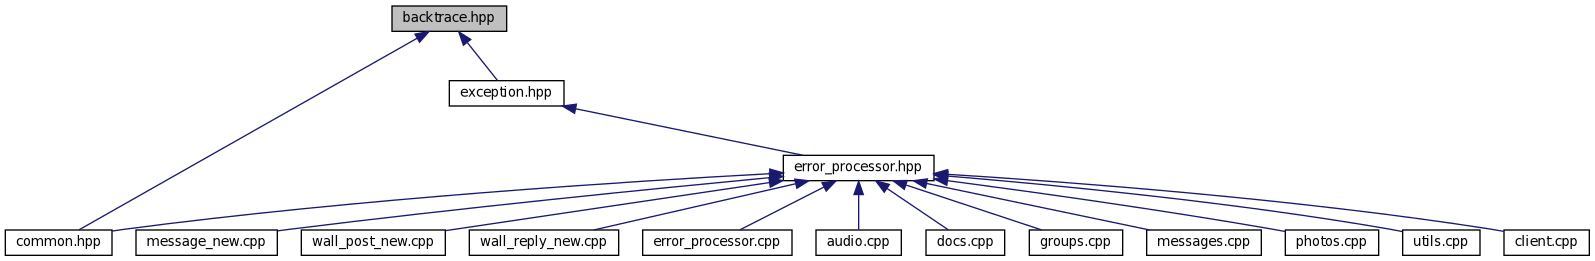 backtrace.hpp
exception.hpp
error_processor.hpp
common.hpp
message_new.cpp
wall_post_new.cpp
wall_reply_new.cpp
error_processor.cpp
audio.cpp
docs.cpp
groups.cpp
messages.cpp
photos.cpp
utils.cpp
client.cpp